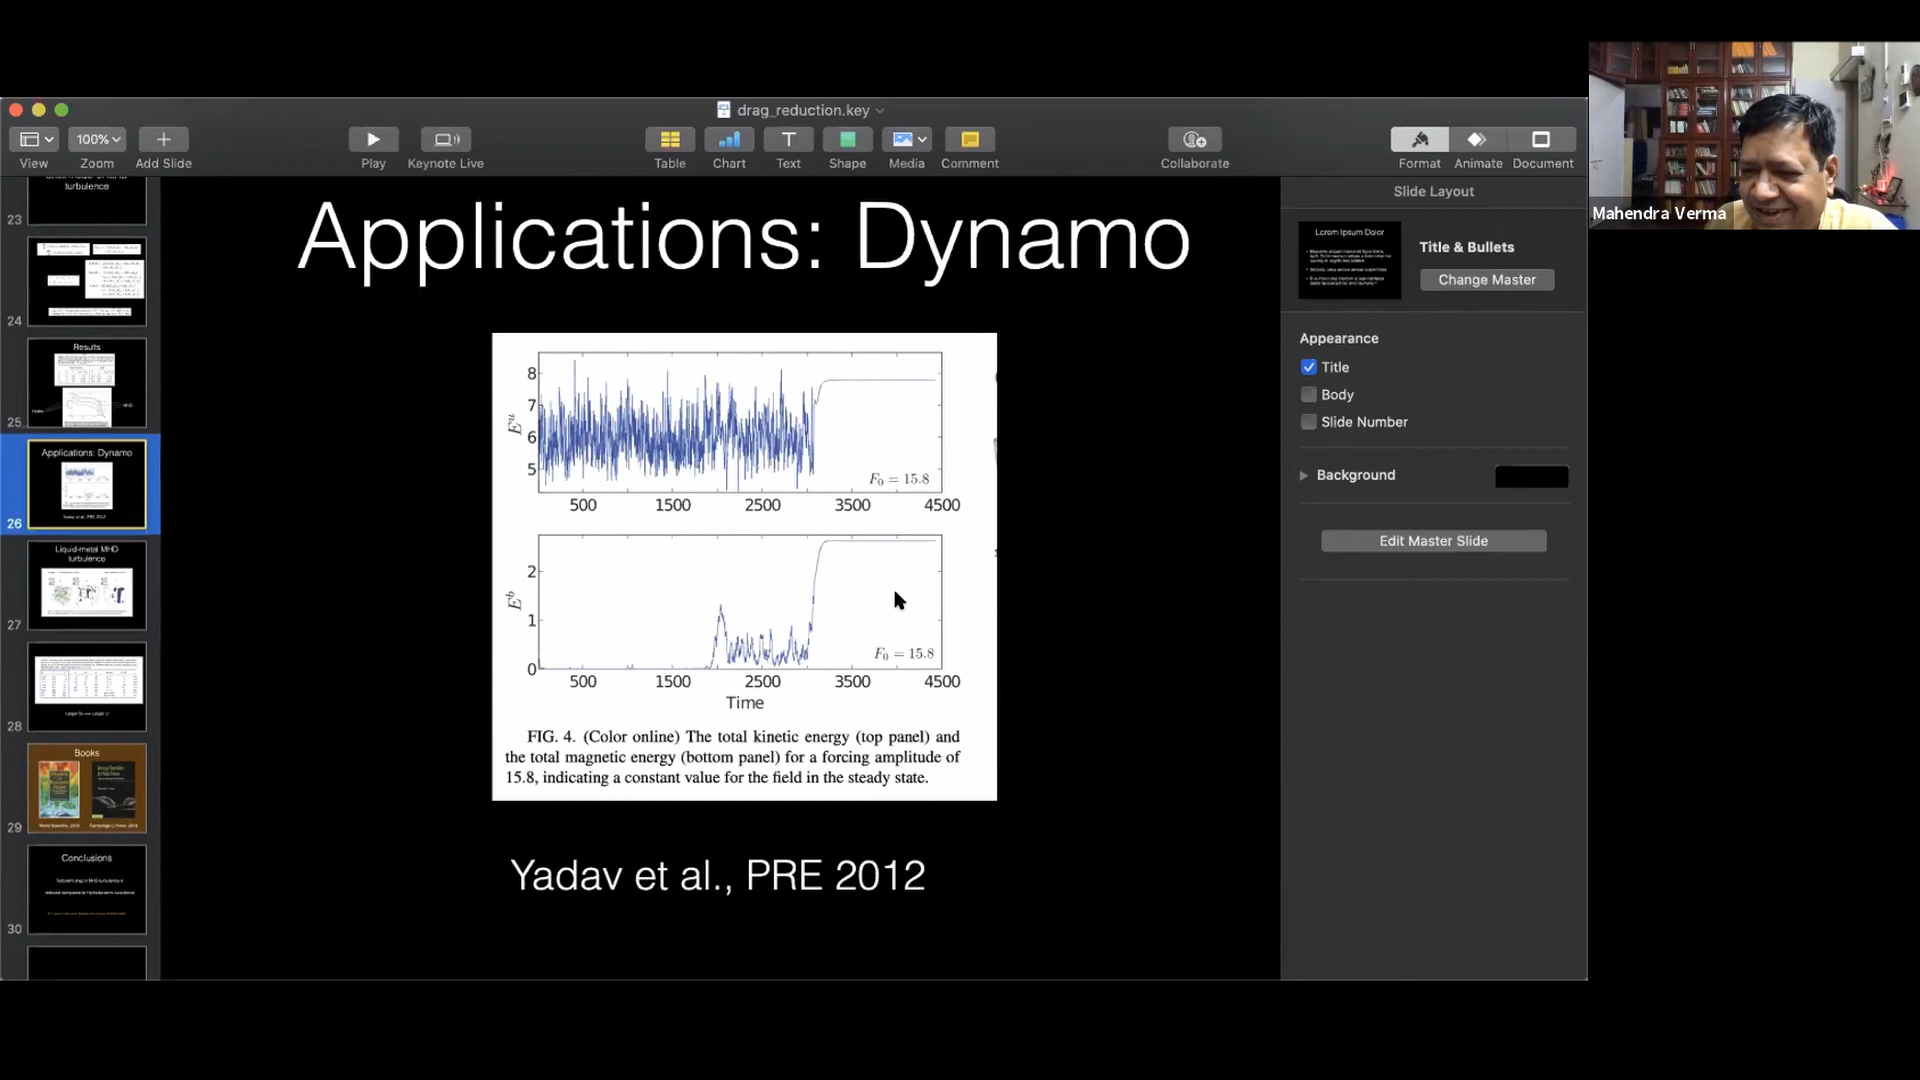 drag_reduction.key
100%
View
Zoom
Add Slide
Play
Keynote Live
Table
Chart
Text
Shape
Media
Comment
Collaborate
Format
Animate
Document
turbulence
23
24
Results
25
Applications: Dynamo
26
Liquid-metal MHD
turbulence
27
28
Books
29
Conclusions
30
Applications: Dynamo
8
7
6
5
E^u
F₀ = 15.8
500 1500 2500 3500 4500
2
1
0
E^b
F₀ = 15.8
500 1500 2500 3500 4500
Time
FIG. 4. (Color online) The total kinetic energy (top panel) and
the total magnetic energy (bottom panel) for a forcing amplitude of
15.8, indicating a constant value for the field in the steady state.
Yadav et al., PRE 2012
Slide Layout
Lorem Ipsum Dolor
Title & Bullets
Change Master
Appearance
Title
Body
Slide Number
Background
Edit Master Slide
Mahendra Verma